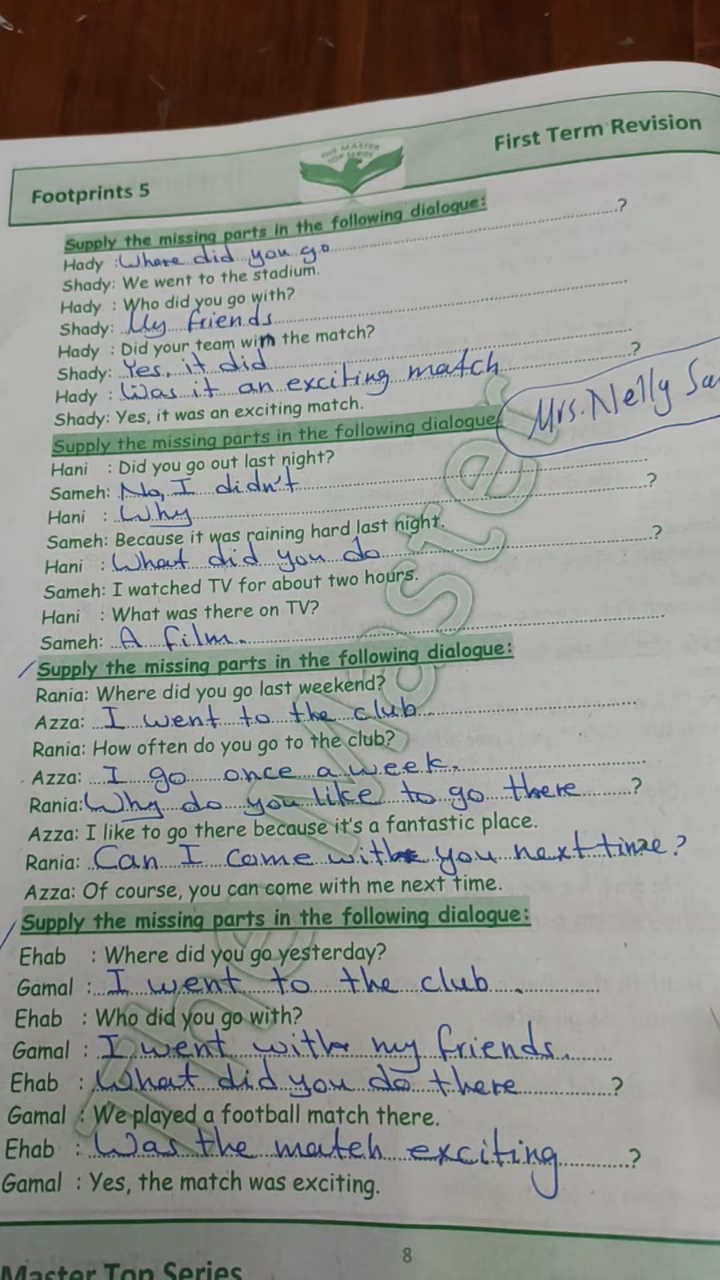 Footprints 5
THE MASTER
TOP SERIES
First Term Revision
Supply the missing parts in the following dialogue:
Hady : Where did you go ?
Shady: We went to the stadium.
Hady : Who did you go with?
Shady: My friends
Hady : Did your team win the match?
Shady: Yes, it did
Hady : Was it an exciting match ?
Shady: Yes, it was an exciting match.
Mrs. Nelly
Supply the missing parts in the following dialogue
Hani : Did you go out last night?
Sameh: No, I didn't
Hani : Why ?
Sameh: Because it was raining hard last night.
Hani : What did you do ?
Sameh: I watched TV for about two hours.
Hani : What was there on TV?
Sameh: A film.
Supply the missing parts in the following dialogue:
Rania: Where did you go last weekend?
Azza: I went to the club
Rania: How often do you go to the club?
Azza: I go once a week.
Rania: Why do you like to go there ?
Azza: I like to go there because it's a fantastic place.
Rania: Can I come with you next time?
Azza: Of course, you can come with me next time.
Supply the missing parts in the following dialogue:
Ehab : Where did you go yesterday?
Gamal : I went to the club.
Ehab : Who did you go with?
Gamal : I went with my friends.
Ehab : What did you do there ?
Gamal : We played a football match there.
Ehab : Was the match exciting ?
Gamal : Yes, the match was exciting.
The Master
8
Master Top Series